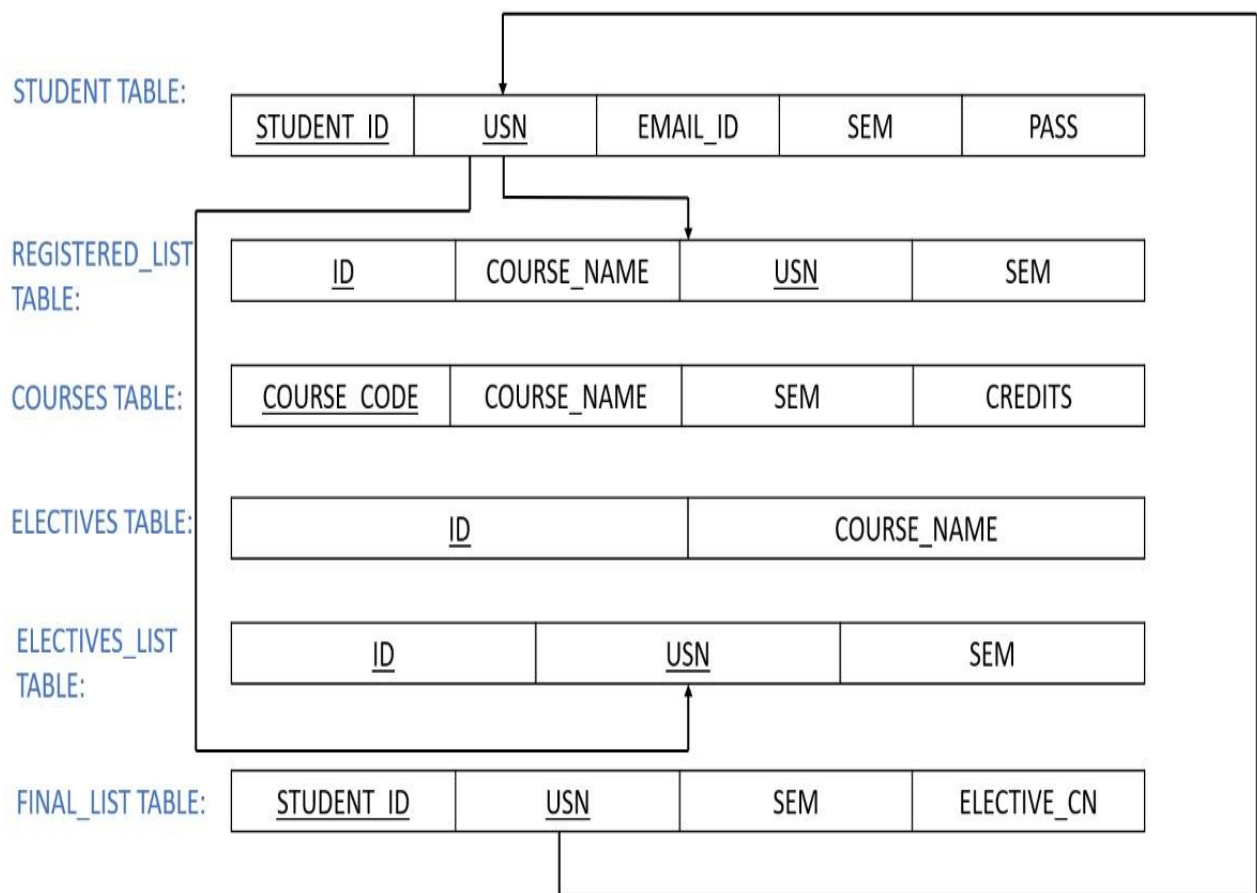 STUDENT TABLE:
STUDENT_ID USN EMAIL_ID SEM PASS
REGISTERED_LIST
TABLE:
ID COURSE_NAME USN SEM
COURSES TABLE:
COURSE_CODE COURSE_NAME SEM CREDITS
ELECTIVES TABLE:
ID COURSE_NAME
ELECTIVES_LIST
TABLE:
ID USN SEM
FINAL_LIST TABLE:
STUDENT_ID USN SEM ELECTIVE_CN